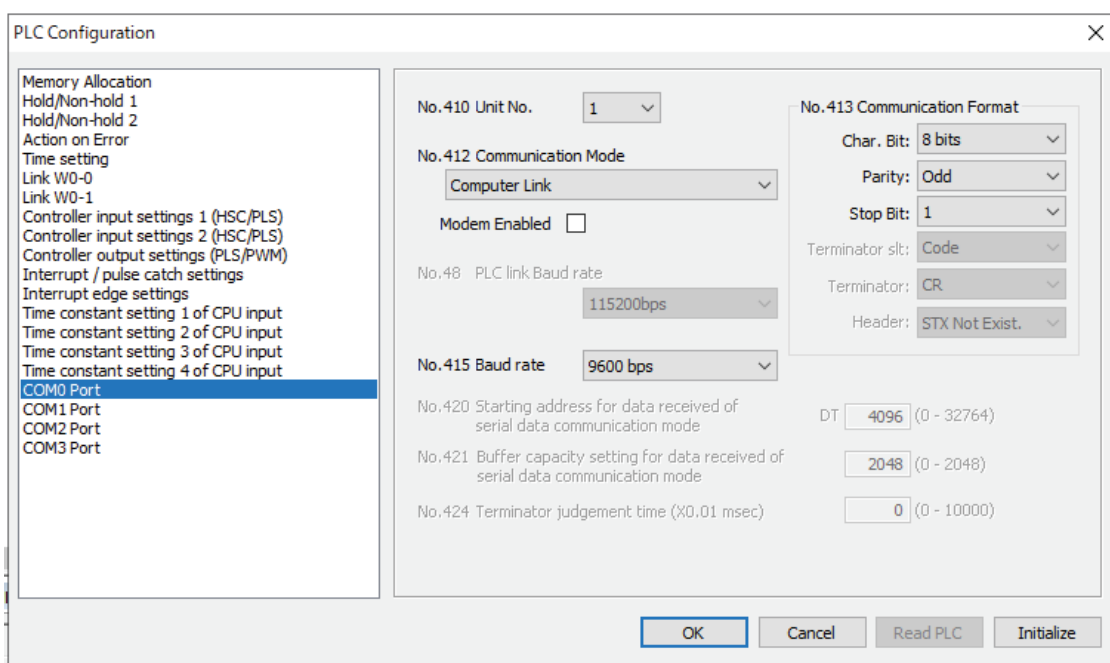 PLC Configuration
Memory Allocation
Hold/Non-hold 1
Hold/Non-hold 2
Action on Error
Time setting
Link W0-0
Link W0-1
Controller input settings 1 (HSC/PLS)
Controller input settings 2 (HSC/PLS)
Controller output settings (PLS/PWM)
Interrupt / pulse catch settings
Interrupt edge settings
Time constant setting 1 of CPU input
Time constant setting 2 of CPU input
Time constant setting 3 of CPU input
Time constant setting 4 of CPU input
COM0 Port
COM1 Port
COM2 Port
COM3 Port
No.410 Unit No. 1
No.412 Communication Mode
Computer Link
Modem Enabled
No.48 PLC link Baud rate
115200bps
No.415 Baud rate 9600 bps
No.413 Communication Format
Char. Bit: 8 bits
Parity: Odd
Stop Bit: 1
Terminator slt: Code
Terminator: CR
Header: STX Not Exist.
No.420 Starting address for data received of
serial data communication mode
DT 4096 (0 - 32764)
No.421 Buffer capacity setting for data received of
serial data communication mode
2048 (0 - 2048)
No.424 Terminator judgement time (X0.01 msec) 0 (0 - 10000)
OK Cancel Read PLC Initialize